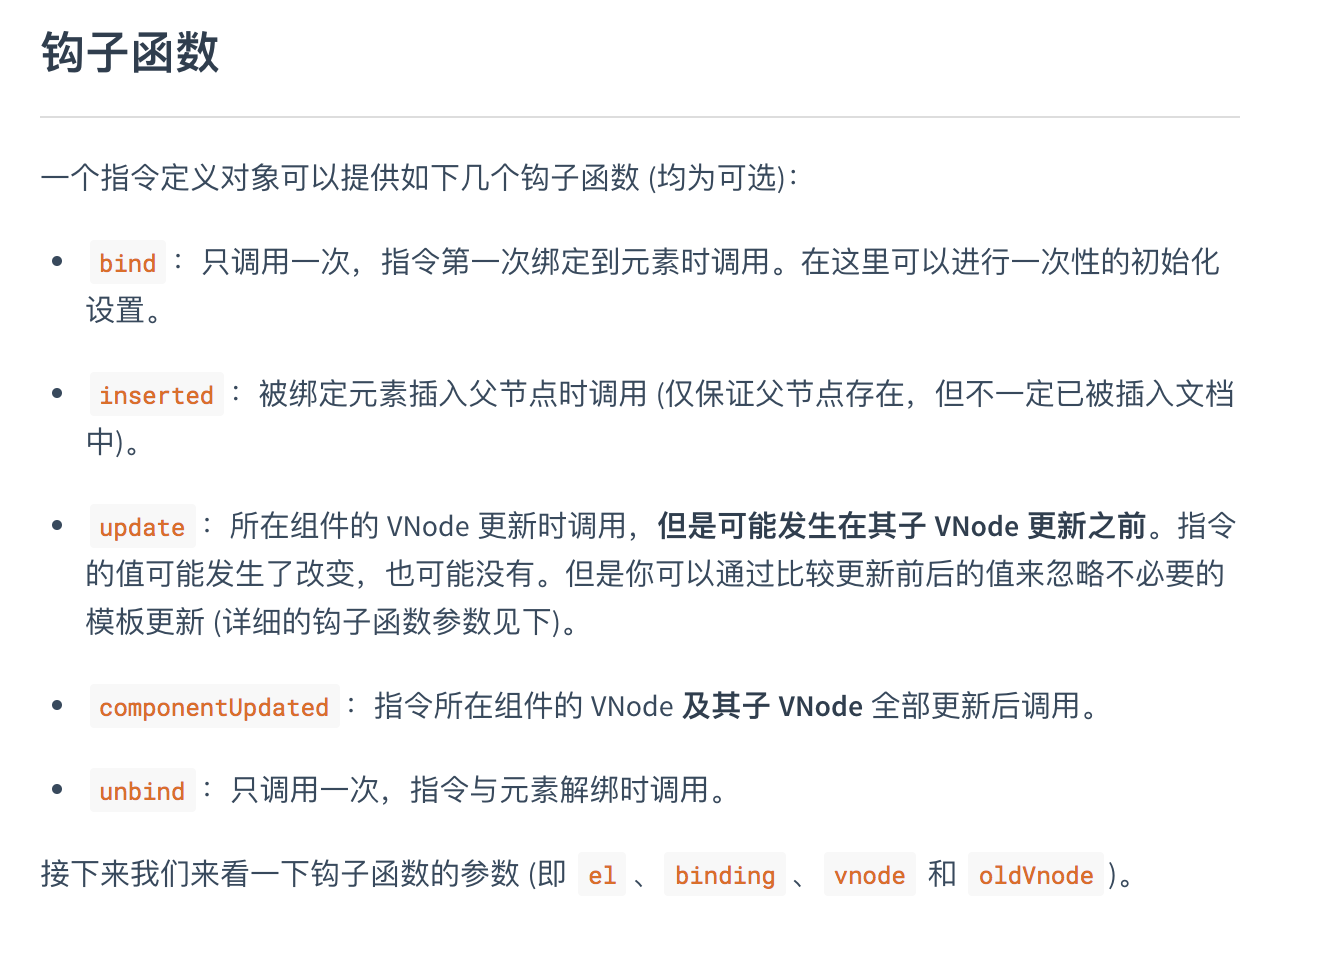 钩子函数
一个指令定义对象可以提供如下几个钩子函数 (均为可选)：
• bind： 只调用一次，指令第一次绑定到元素时调用。在这里可以进行一次性的初始化
设置。
• inserted： 被绑定元素插入父节点时调用 (仅保证父节点存在，但不一定已被插入文档
中)。
• update： 所在组件的 VNode 更新时调用，但是可能发生在其子 VNode 更新之前。指令
的值可能发生了改变，也可能没有。但是你可以通过比较更新前后的值来忽略不必要的
模板更新 (详细的钩子函数参数见下)。
• componentUpdated： 指令所在组件的 VNode 及其子 VNode 全部更新后调用。
• unbind： 只调用一次，指令与元素解绑时调用。
接下来我们来看一下钩子函数的参数 (即 el、binding、vnode 和 oldVnode)。